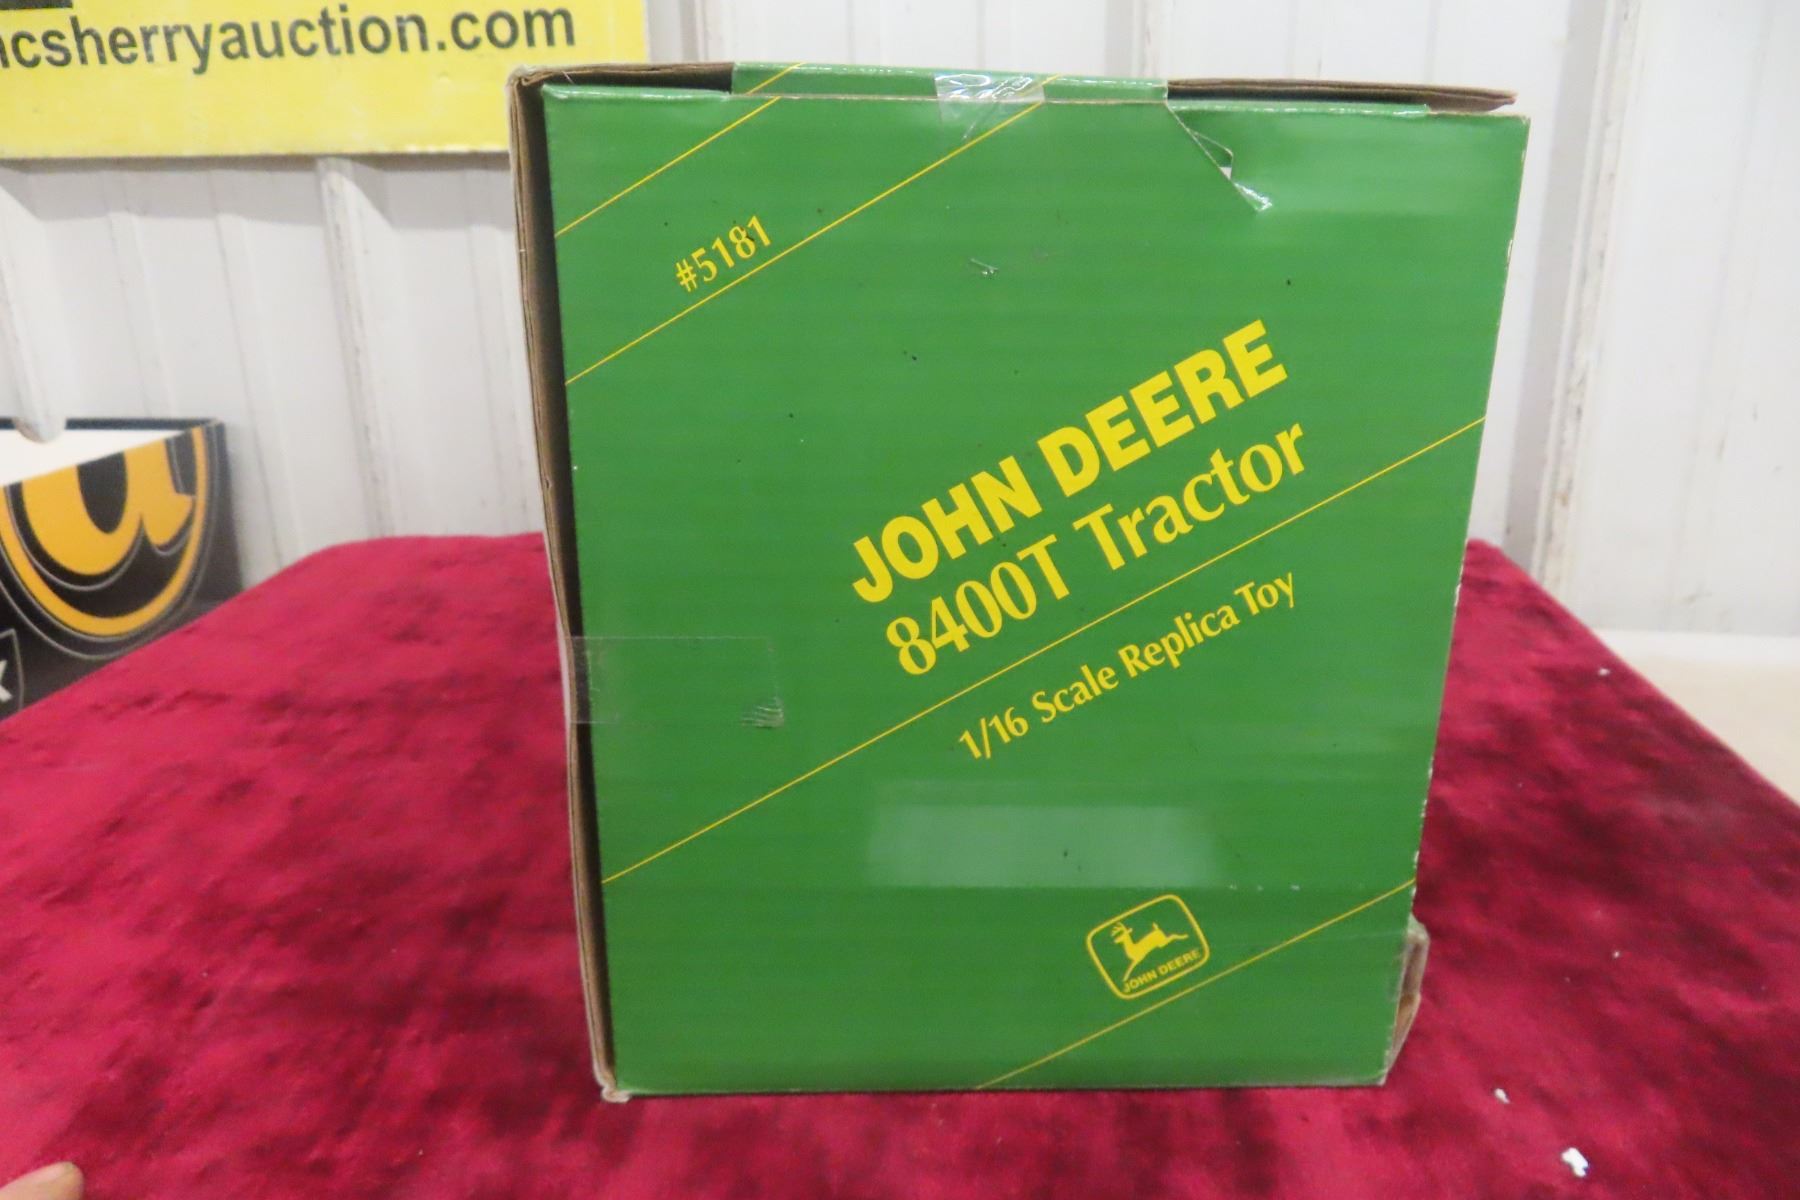 csherryauction.com
#5181
JOHN DEERE
8400T Tractor
1/16 Scale Replica Toy
JOHN DEERE